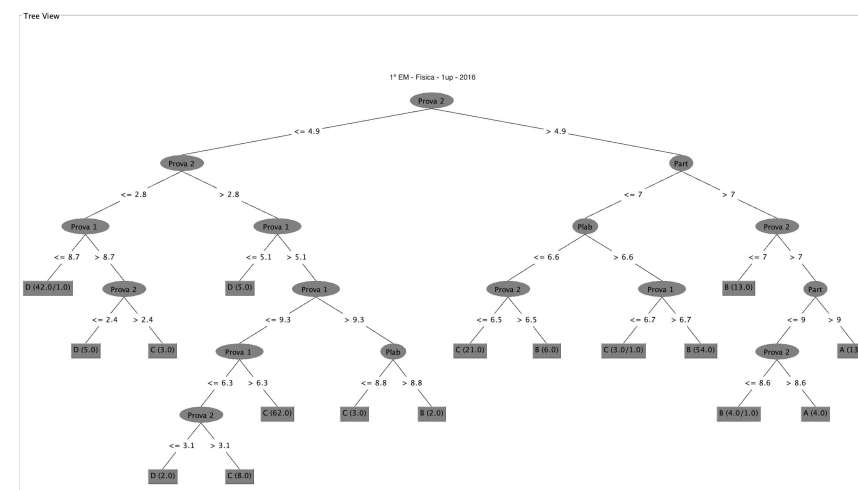 Tree View
1º EM - Fisica - 1up - 2016
Prova 2
<= 4.9 > 4.9
Prova 2 Part
<= 2.8 > 2.8 <= 7 > 7
Prova 1 Prova 1 Plab Prova 2
<= 8.7 > 8.7 <= 5.1 > 5.1 <= 6.6 > 6.6 <= 7 > 7
D (42.0/1.0) Prova 2 D (5.0) Prova 1 Prova 2 Prova 1 B (13.0) Part
<= 2.4 > 2.4 <= 9.3 > 9.3 <= 6.5 > 6.5 <= 6.7 > 6.7 <= 9 > 9
D (5.0) C (3.0) Prova 1 Plab C (21.0) B (6.0) C (3.0/1.0) B (54.0) Prova 2 A (13
<= 6.3 > 6.3 <= 8.8 > 8.8 <= 8.6 > 8.6
Prova 2 C (62.0) C (3.0) B (2.0) B (4.0/1.0) A (4.0)
<= 3.1 > 3.1
D (2.0) C (8.0)